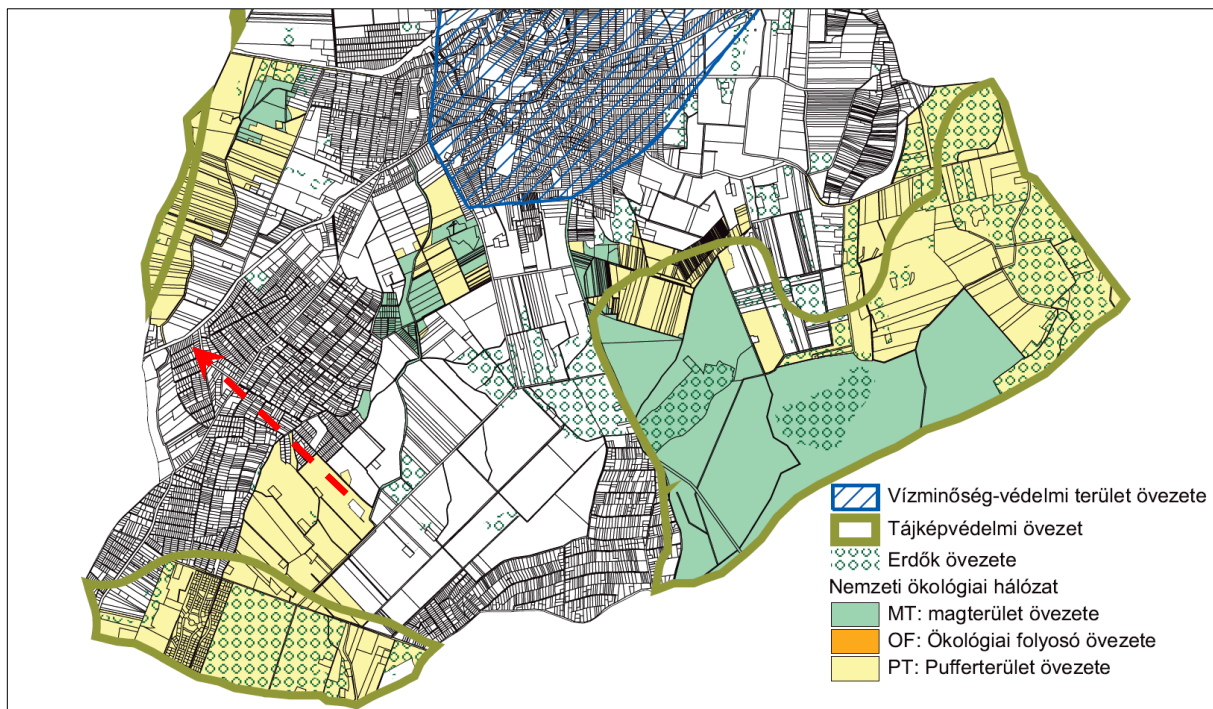 Vízminőség-védelmi terület övezete
Tájképvédelmi övezet
Erdők övezete
Nemzeti ökológiai hálózat
MT: magterület övezete
OF: Ökológiai folyosó övezete
PT: Pufferterület övezete